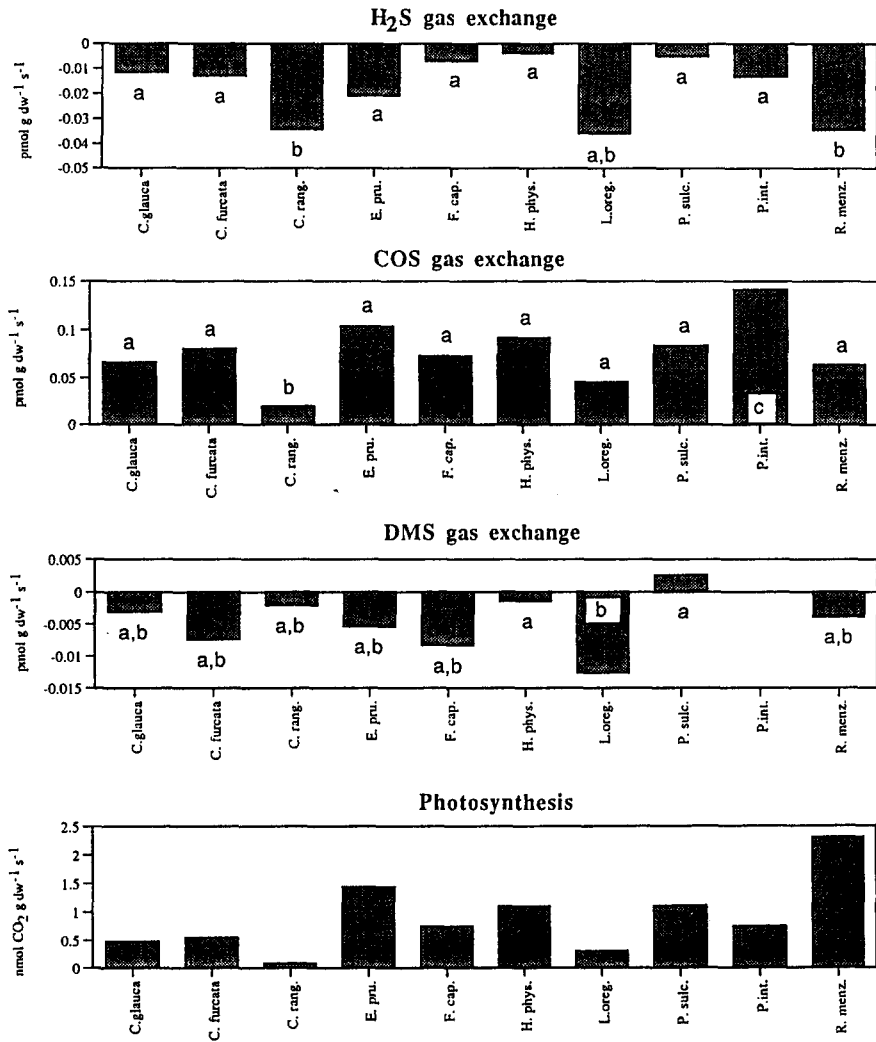 H₂S gas exchange
0
-0.01
-0.02
-0.03
-0.04
-0.05
pmol g dw⁻¹ s⁻¹
a a b a a a a,b a a b
C.glauca C. furcata C. rang. E. pru. F. cap. H. phys. L.oreg. P. sulc. P.int. R. menz.
COS gas exchange
0.15
0.1
0.05
0
pmol g dw⁻¹ s⁻¹
a a b a a a a a c a
C.glauca C. furcata C. rang. E. pru. F. cap. H. phys. L.oreg. P. sulc. P.int. R. menz.
DMS gas exchange
0.005
0
-0.005
-0.01
-0.015
pmol g dw⁻¹ s⁻¹
a,b a,b a,b a,b a,b a b a a,b
C.glauca C. furcata C. rang. E. pru. F. cap. H. phys. L.oreg. P. sulc. P.int. R. menz.
Photosynthesis
2.5
2
1.5
1
0.5
0
nmol CO₂ g dw⁻¹ s⁻¹
C.glauca C. furcata C. rang. E. pru. F. cap. H. phys. L.oreg. P. sulc. P.int. R. menz.